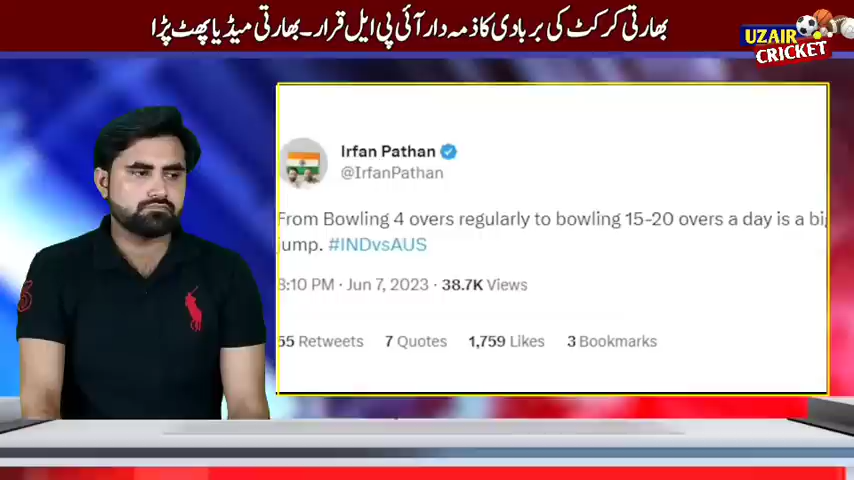 بھارتی کرکٹ کی بربادی کا ذمہ دار آئی پی ایل قرار۔ بھارتی میڈیا پھٹ پڑا
UZAIR
CRICKET
Irfan Pathan
@IrfanPathan
From Bowling 4 overs regularly to bowling 15-20 overs a day is a big
jump. #INDvsAUS
8:10 PM · Jun 7, 2023 · 38.7K Views
55 Retweets 7 Quotes 1,759 Likes 3 Bookmarks